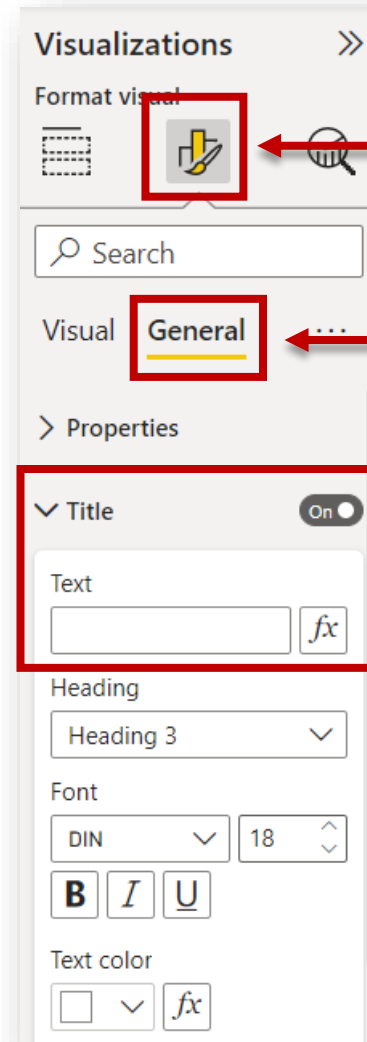 Visualizations
Format visual
Search
Visual General ...
Properties
Title On
Text
fx
Heading
Heading 3
Font
DIN 18
B I U
Text color
fx